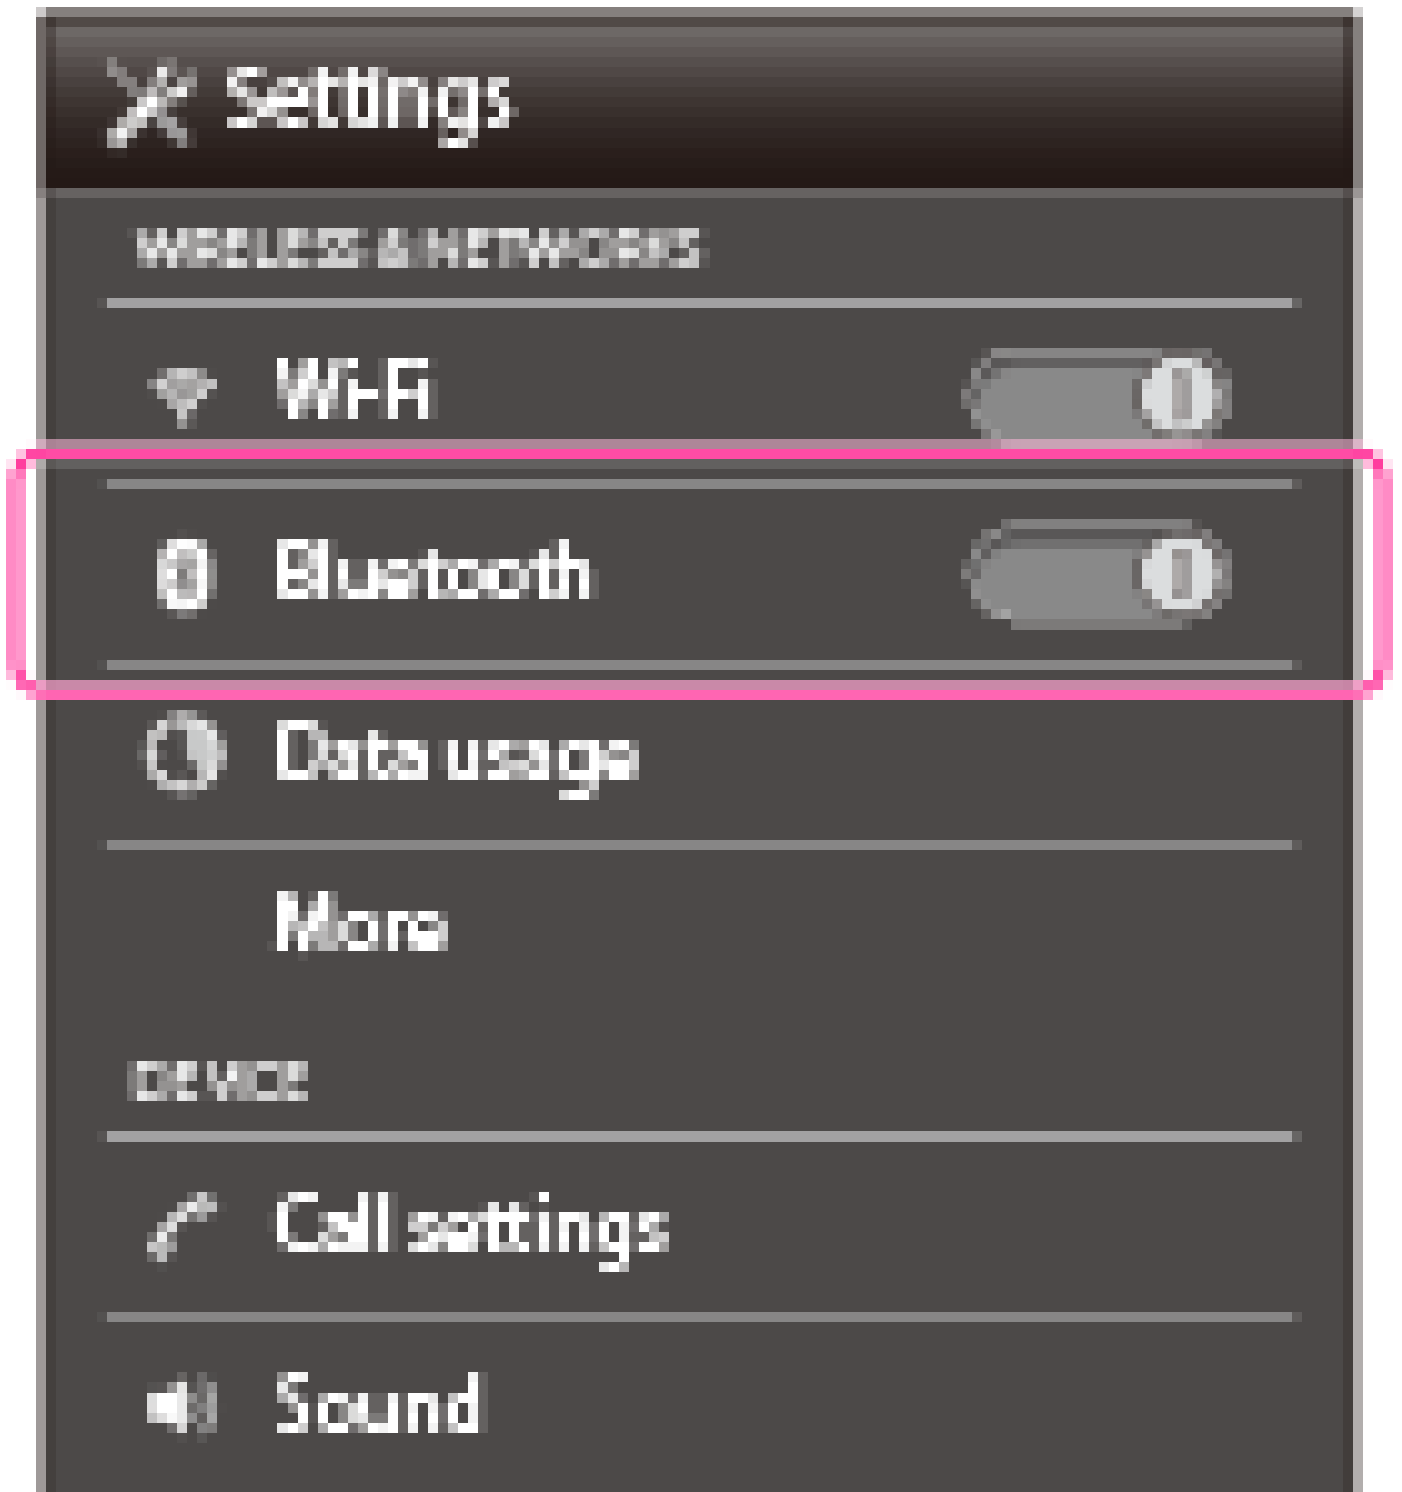 Settings
WIRELESS & NETWORKS
Wi-Fi
Bluetooth
Data usage
More
DEVICE
Call settings
Sound